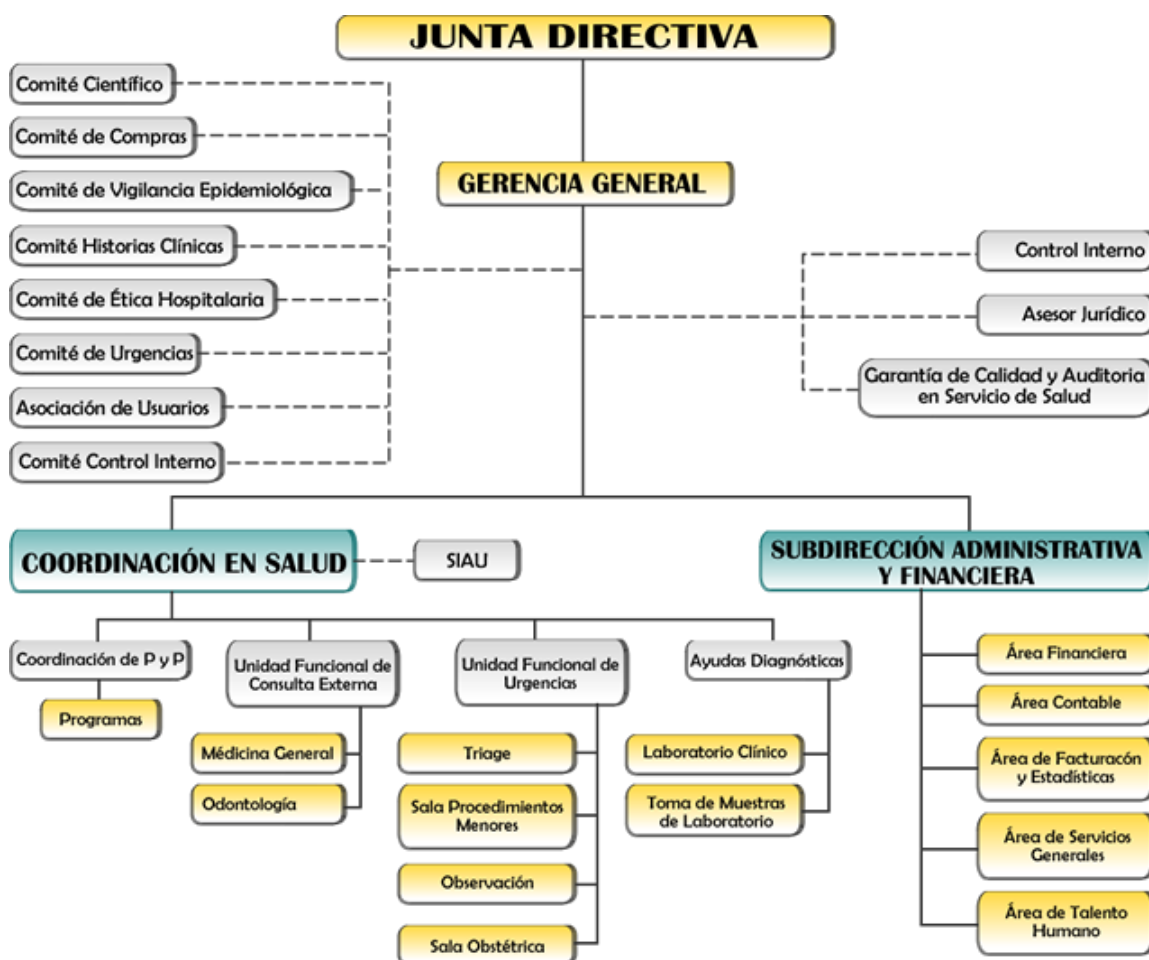 JUNTA DIRECTIVA
Comité Científico
Comité de Compras
Comité de Vigilancia Epidemiológica
Comité Historias Clínicas
Comité de Ética Hospitalaria
Comité de Urgencias
Asociación de Usuarios
Comité Control Interno
GERENCIA GENERAL
Control Interno
Asesor Jurídico
Garantía de Calidad y Auditoria
en Servicio de Salud
COORDINACIÓN EN SALUD
SIAU
SUBDIRECCIÓN ADMINISTRATIVA
Y FINANCIERA
Coordinación de P y P
Programas
Unidad Funcional de
Consulta Externa
Médicina General
Odontología
Unidad Funcional de
Urgencias
Triage
Sala Procedimientos
Menores
Observación
Sala Obstétrica
Ayudas Diagnósticas
Laboratorio Clínico
Toma de Muestras
de Laboratorio
Área Financiera
Área Contable
Área de Facturacón
y Estadísticas
Área de Servicios
Generales
Área de Talento
Humano